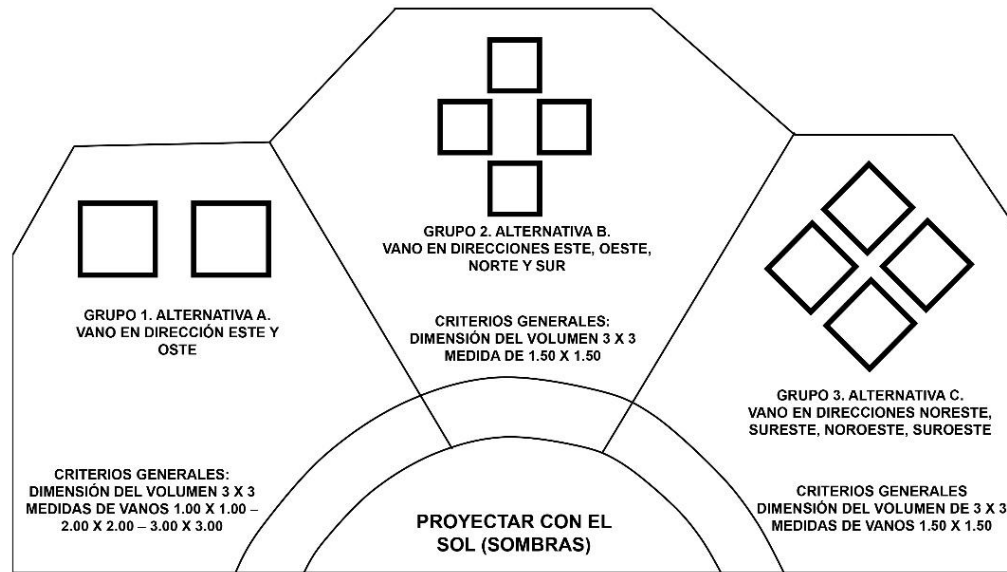 GRUPO 1. ALTERNATIVA A.
VANO EN DIRECCIÓN ESTE Y
OSTE
CRITERIOS GENERALES:
DIMENSIÓN DEL VOLUMEN 3 X 3
MEDIDAS DE VANOS 1.00 X 1.00 –
2.00 X 2.00 – 3.00 X 3.00
GRUPO 2. ALTERNATIVA B.
VANO EN DIRECCIONES ESTE, OESTE,
NORTE Y SUR
CRITERIOS GENERALES:
DIMENSIÓN DEL VOLUMEN 3 X 3
MEDIDA DE 1.50 X 1.50
GRUPO 3. ALTERNATIVA C.
VANO EN DIRECCIONES NORESTE,
SURESTE, NOROESTE, SUROESTE
CRITERIOS GENERALES
DIMENSIÓN DEL VOLUMEN DE 3 X 3
MEDIDAS DE VANOS 1.50 X 1.50
PROYECTAR CON EL
SOL (SOMBRAS)